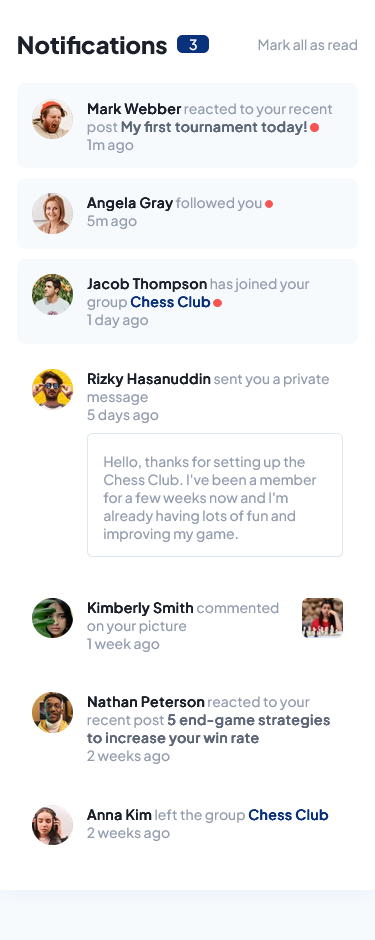 Notifications 3 Mark all as read
Mark Webber reacted to your recent
post My first tournament today!
1m ago
Angela Gray followed you
5m ago
Jacob Thompson has joined your
group Chess Club
1 day ago
Rizky Hasanuddin sent you a private
message
5 days ago
Hello, thanks for setting up the
Chess Club. I've been a member
for a few weeks now and I'm
already having lots of fun and
improving my game.
Kimberly Smith commented
on your picture
1 week ago
Nathan Peterson reacted to your
recent post 5 end-game strategies
to increase your win rate
2 weeks ago
Anna Kim left the group Chess Club
2 weeks ago